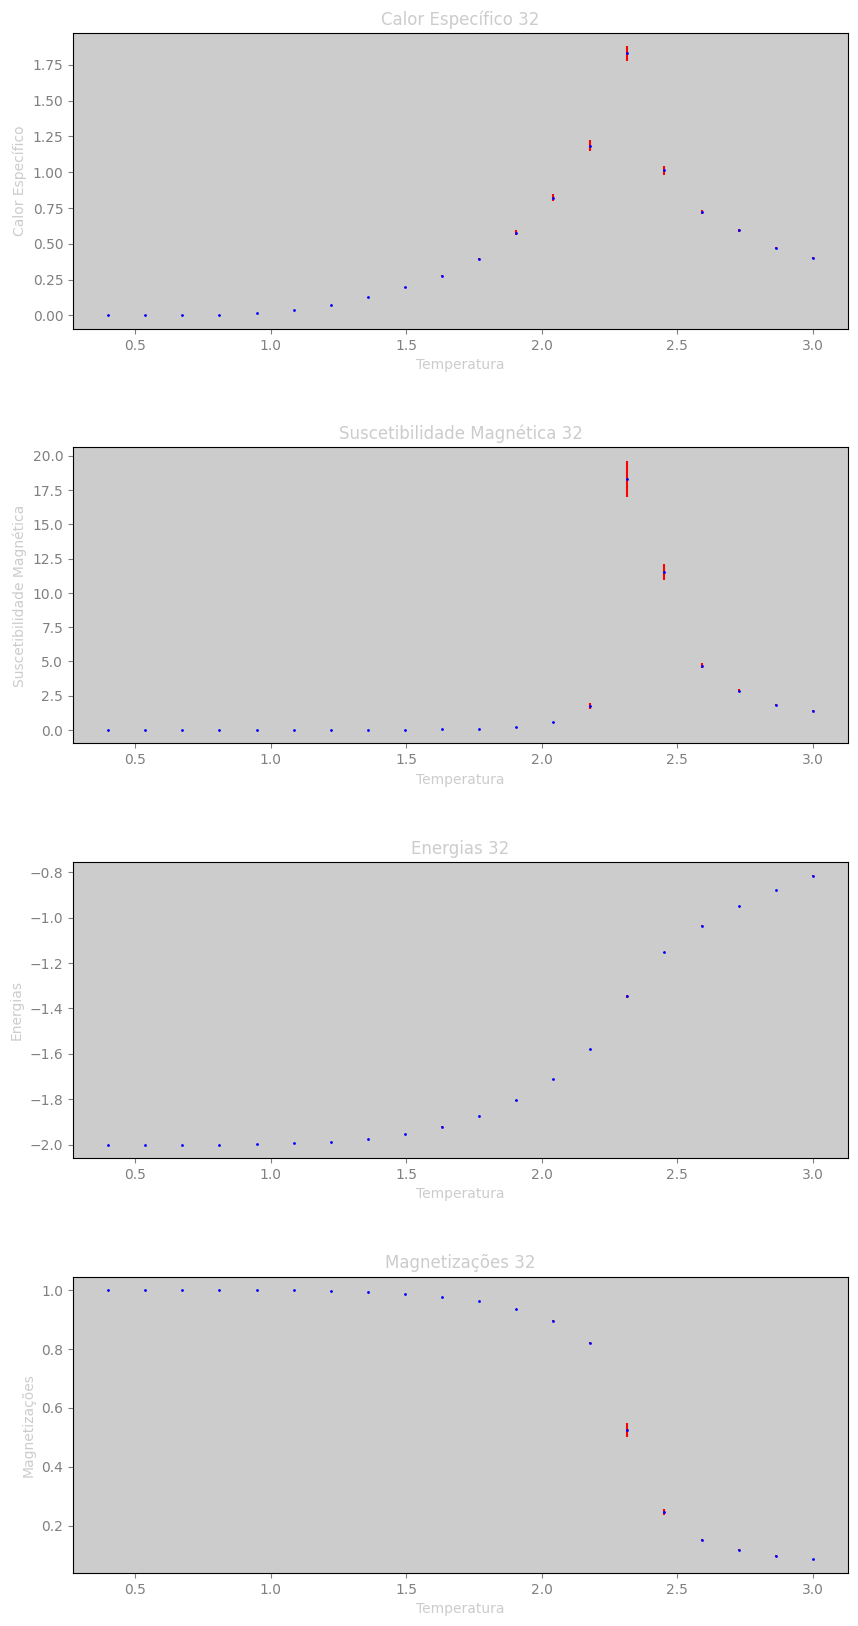 Calor Específico 32
Calor Específico
1.75
1.50
1.25
1.00
0.75
0.50
0.25
0.00
0.5 1.0 1.5 2.0 2.5 3.0
Temperatura
Suscetibilidade Magnética 32
Suscetibilidade Magnética
20.0
17.5
15.0
12.5
10.0
7.5
5.0
2.5
0.0
0.5 1.0 1.5 2.0 2.5 3.0
Temperatura
Energias 32
Energias
−0.8
−1.0
−1.2
−1.4
−1.6
−1.8
−2.0
0.5 1.0 1.5 2.0 2.5 3.0
Temperatura
Magnetizações 32
Magnetizações
1.0
0.8
0.6
0.4
0.2
0.5 1.0 1.5 2.0 2.5 3.0
Temperatura